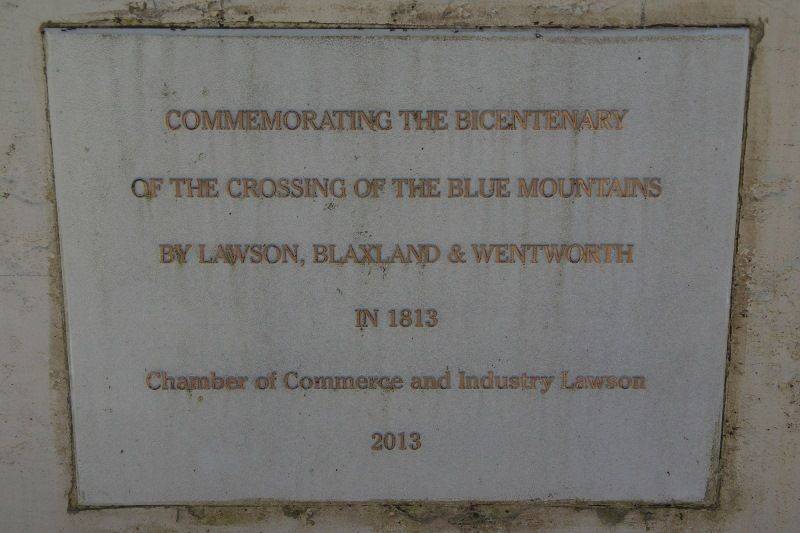 COMMEMORATING THE BICENTENARY
OF THE CROSSING OF THE BLUE MOUNTAINS
BY LAWSON, BLAXLAND & WENTWORTH
IN 1813
Chamber of Commerce and Industry Lawson
2013